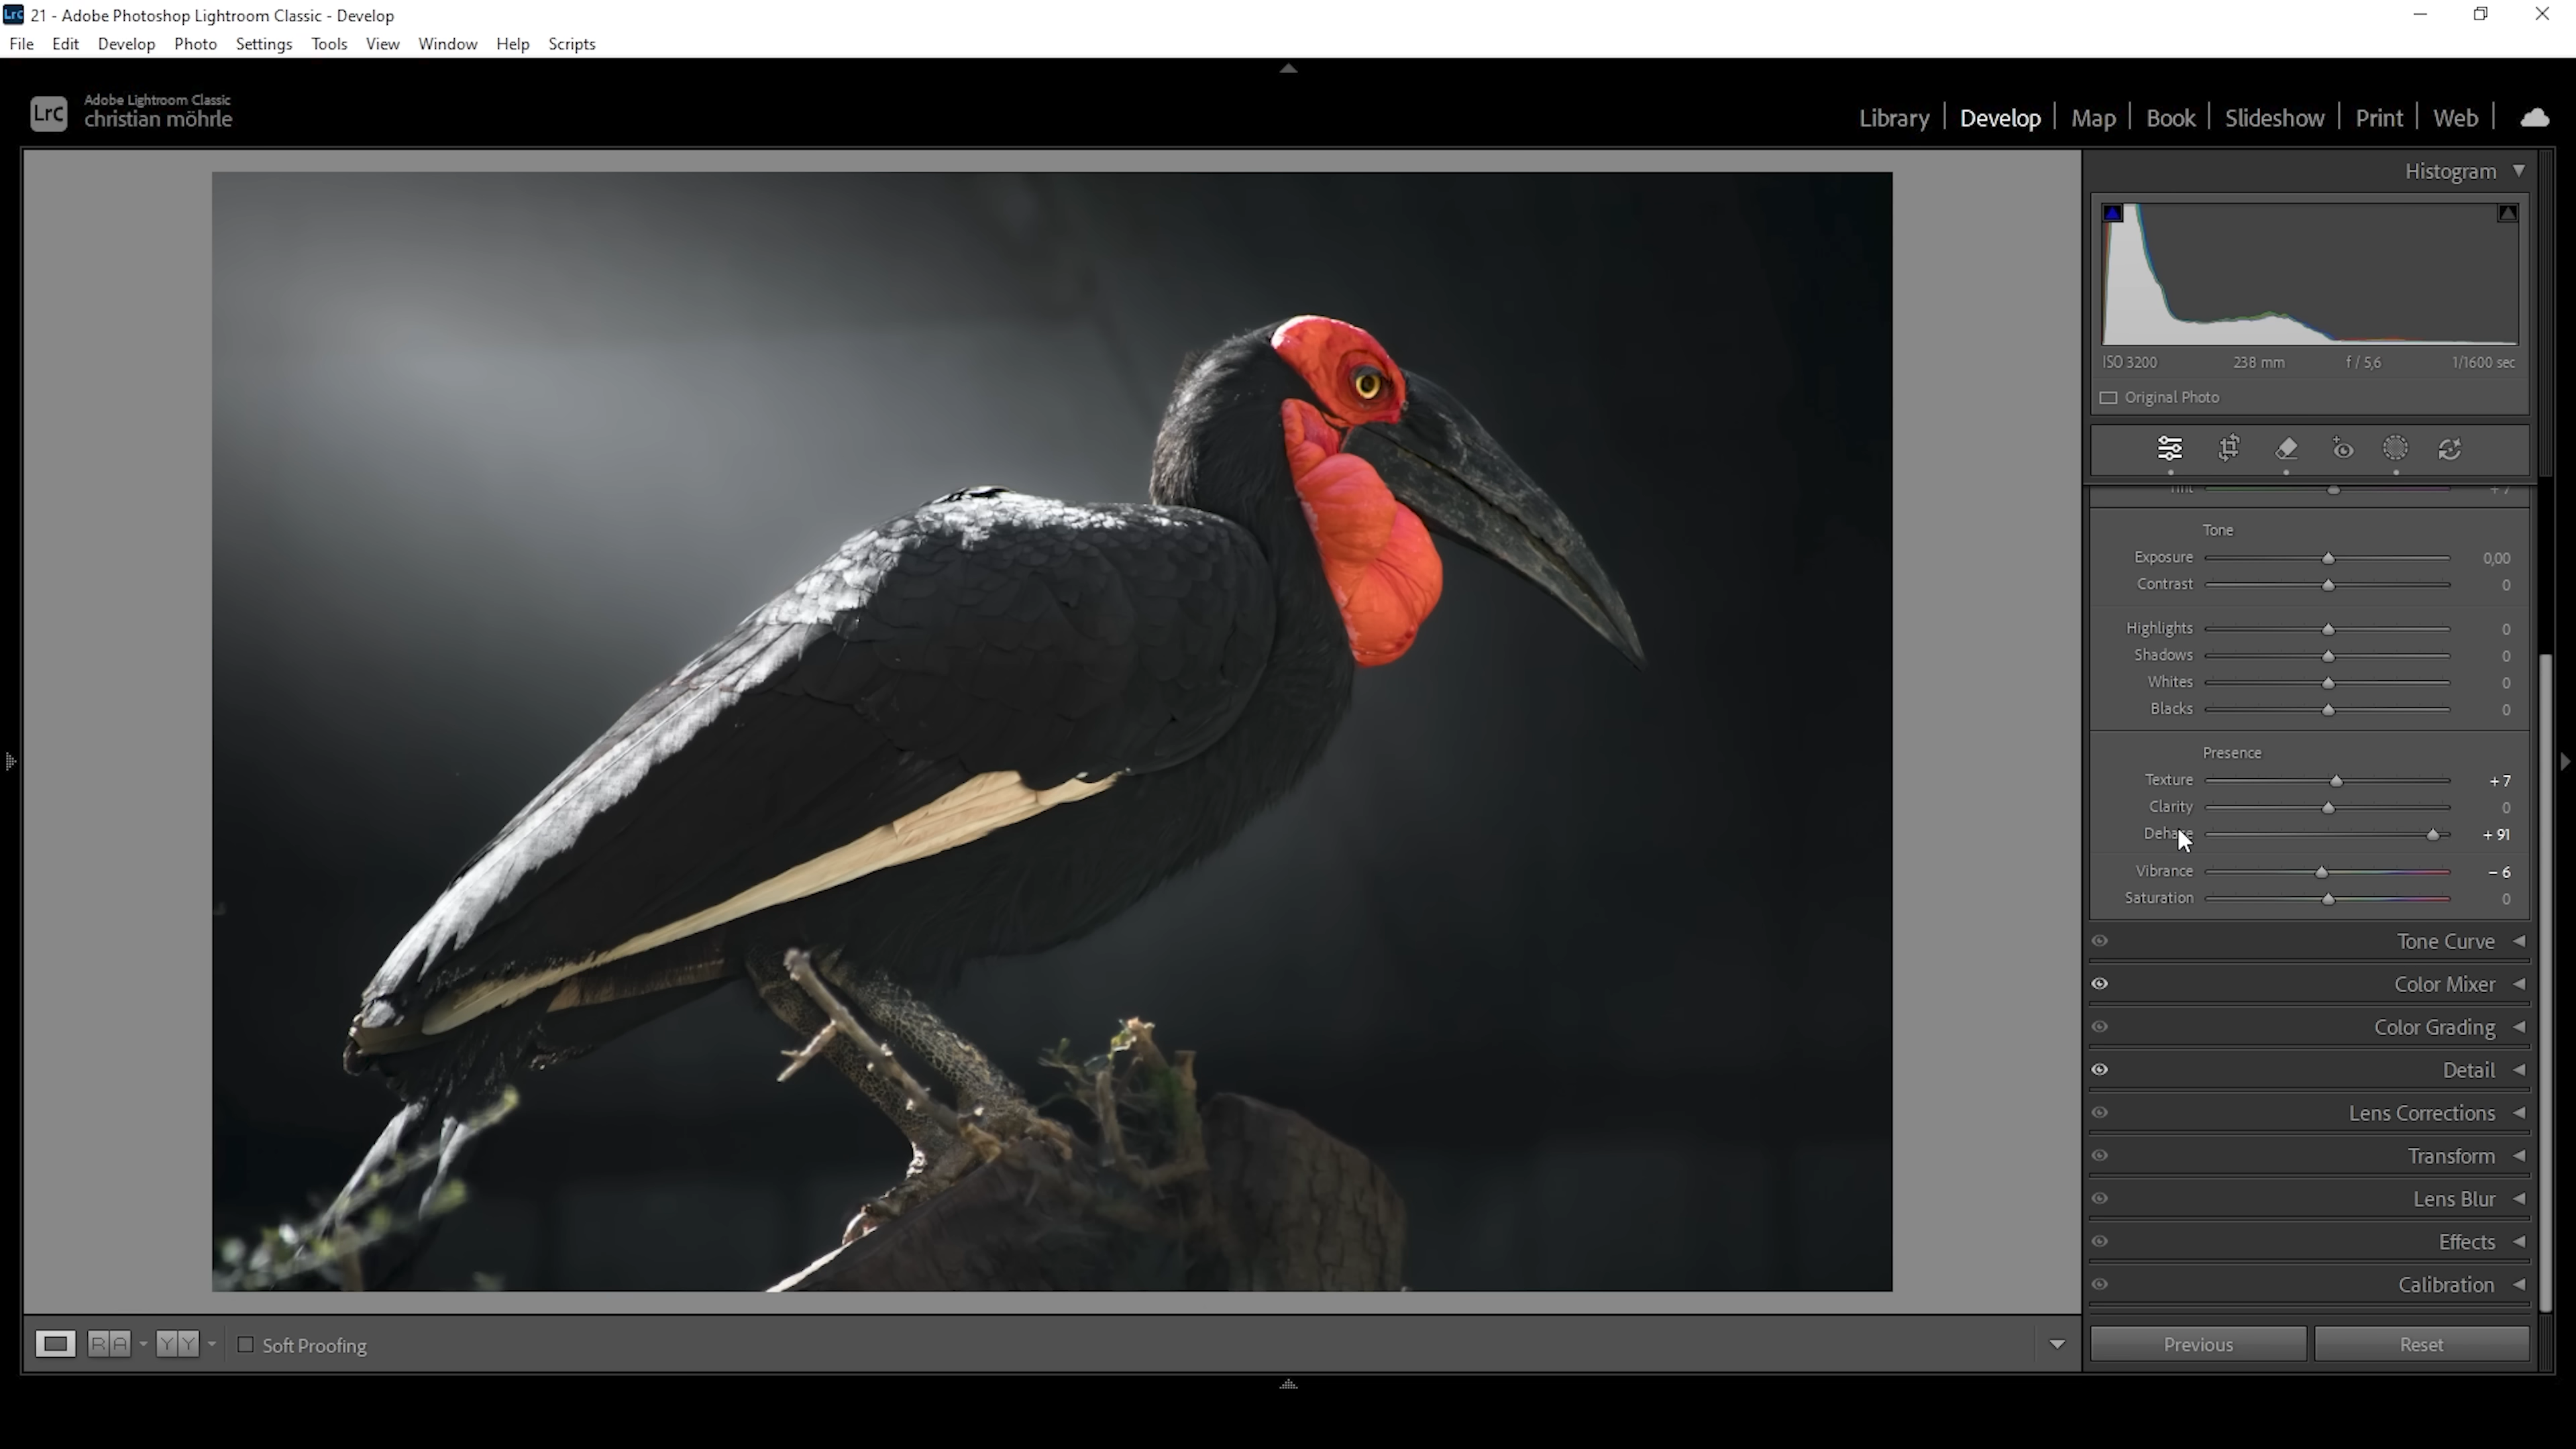 Lrc 21 - Adobe Photoshop Lightroom Classic - Develop
File Edit Develop Photo Settings Tools View Window Help Scripts
Lrc
Adobe Lightroom Classic
christian möhrle
Library | Develop | Map | Book | Slideshow | Print | Web |
Histogram
ISO 3200 238 mm f / 5,6 1/1600 sec
Original Photo
Tint + 7
Tone
Exposure 0,00
Contrast 0
Highlights 0
Shadows 0
Whites 0
Blacks 0
Presence
Texture + 7
Clarity 0
Dehaze + 91
Vibrance − 6
Saturation 0
Tone Curve
Color Mixer
Color Grading
Detail
Lens Corrections
Transform
Lens Blur
Effects
Calibration
R A Y Y Soft Proofing
Previous Reset